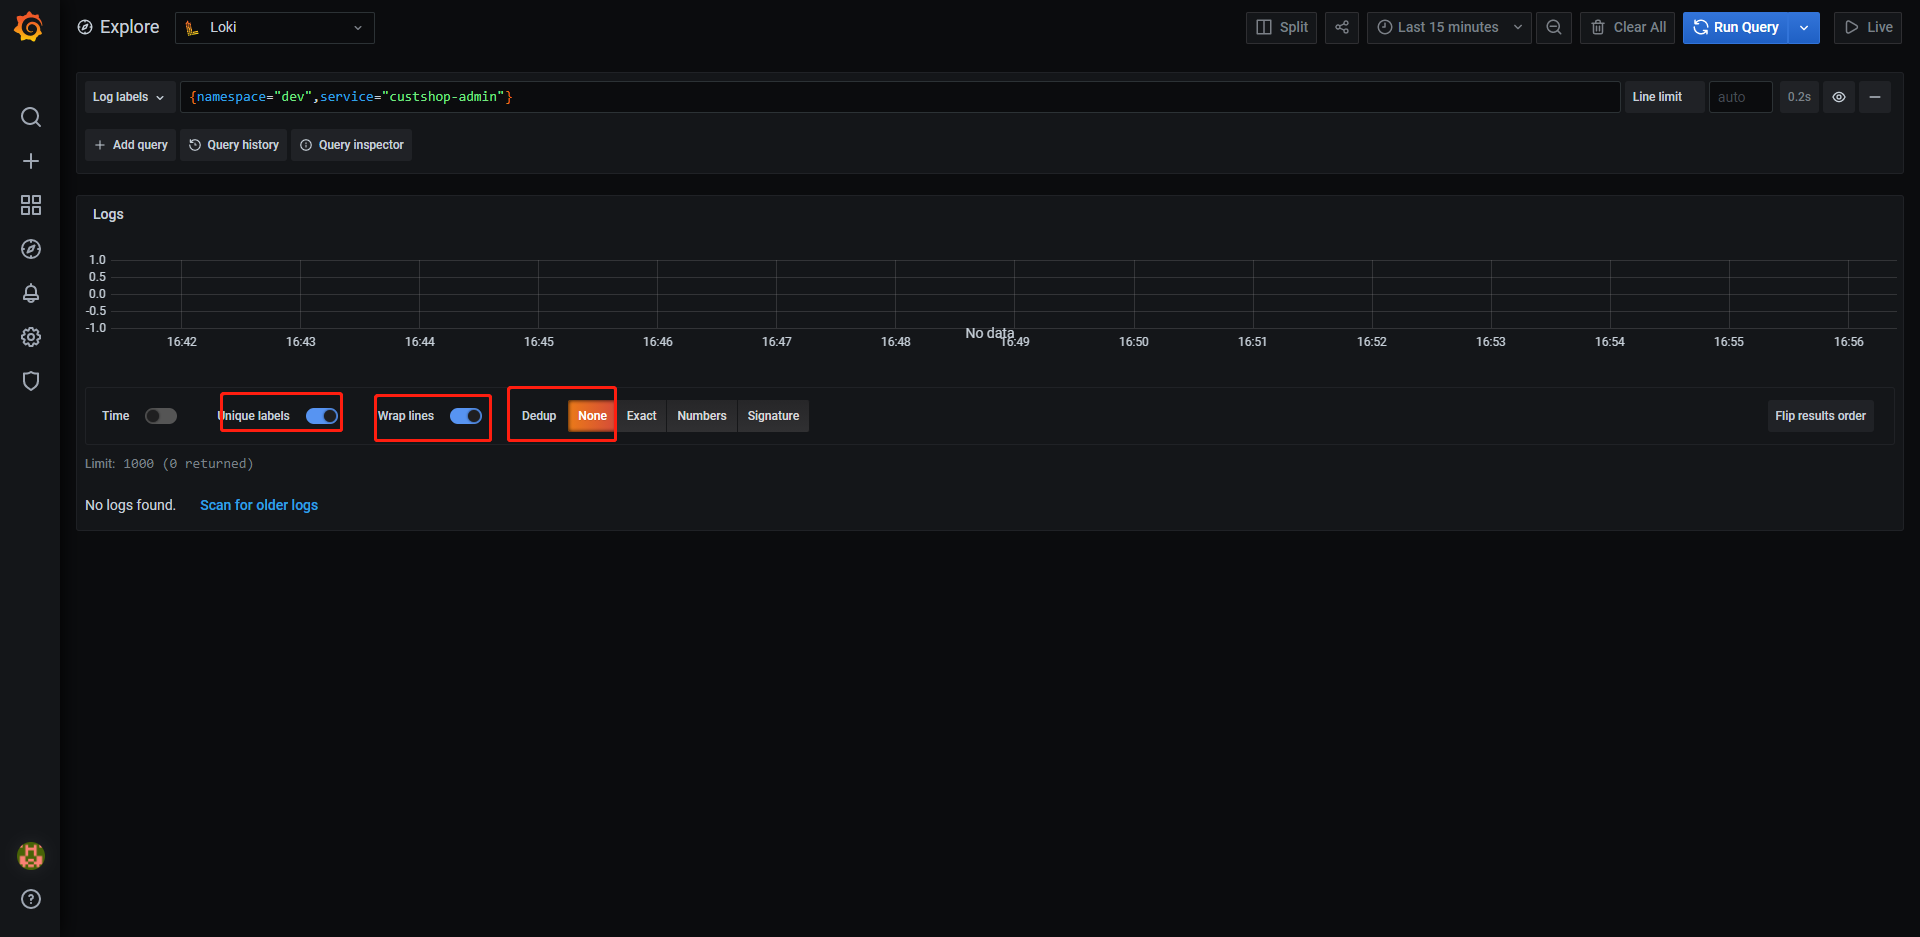 Explore
Loki
Split
Last 15 minutes
Clear All
Run Query
Live
Log labels
{namespace="dev",service="custshop-admin"}
Line limit
auto
0.2s
Add query
Query history
Query inspector
Logs
1.0
0.5
0.0
-0.5
-1.0
No data
16:42 16:43 16:44 16:45 16:46 16:47 16:48 16:49 16:50 16:51 16:52 16:53 16:54 16:55 16:56
Time
Unique labels
Wrap lines
Dedup
None
Exact
Numbers
Signature
Flip results order
Limit: 1000 (0 returned)
No logs found.
Scan for older logs